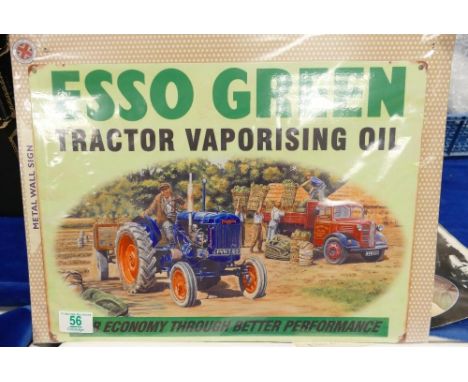 ESSO GREEN
TRACTOR VAPORISING OIL
METAL WALL SIGN
ECONOMY THROUGH BETTER PERFORMANCE
56